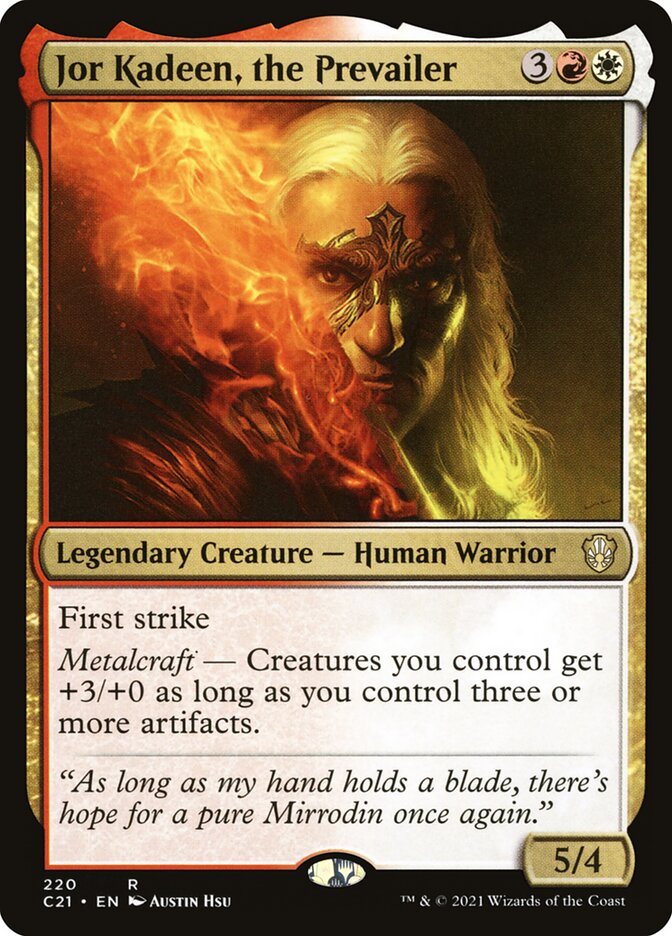 Jor Kadeen, the Prevailer 3
Legendary Creature — Human Warrior
First strike
Metalcraft — Creatures you control get
+3/+0 as long as you control three or
more artifacts.
“As long as my hand holds a blade, there’s
hope for a pure Mirrodin once again.”
5/4
220 R
C21 • EN Austin Hsu
™ & © 2021 Wizards of the Coast